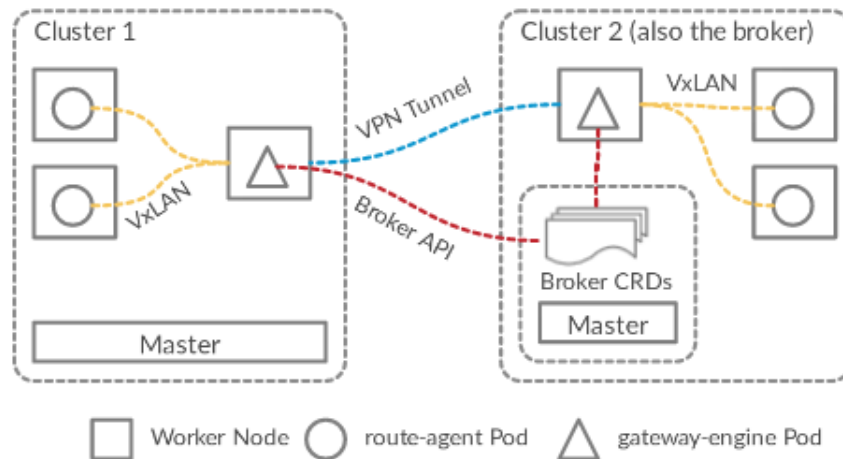 Cluster 1
Cluster 2 (also the broker)
VPN Tunnel
VxLAN
VxLAN
Broker API
Broker CRDs
Master
Master
Worker Node
route-agent Pod
gateway-engine Pod